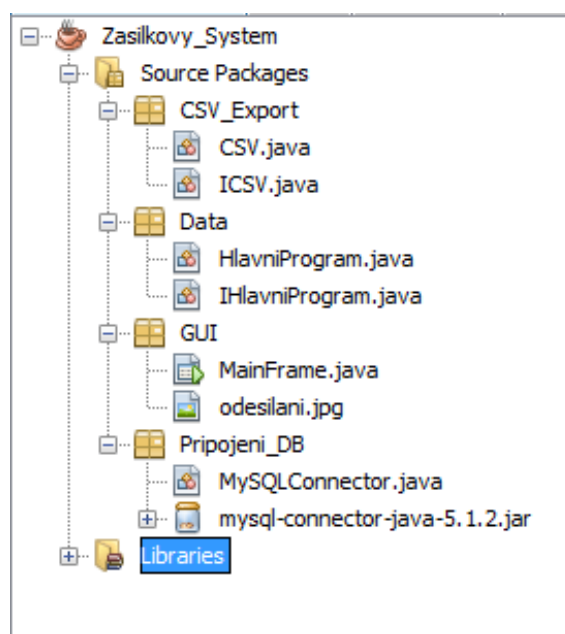 Zasilkovy_System
Source Packages
CSV_Export
CSV.java
ICSV.java
Data
HlavniProgram.java
IHlavniProgram.java
GUI
MainFrame.java
odesilani.jpg
Pripojeni_DB
MySQLConnector.java
mysql-connector-java-5.1.2.jar
Libraries